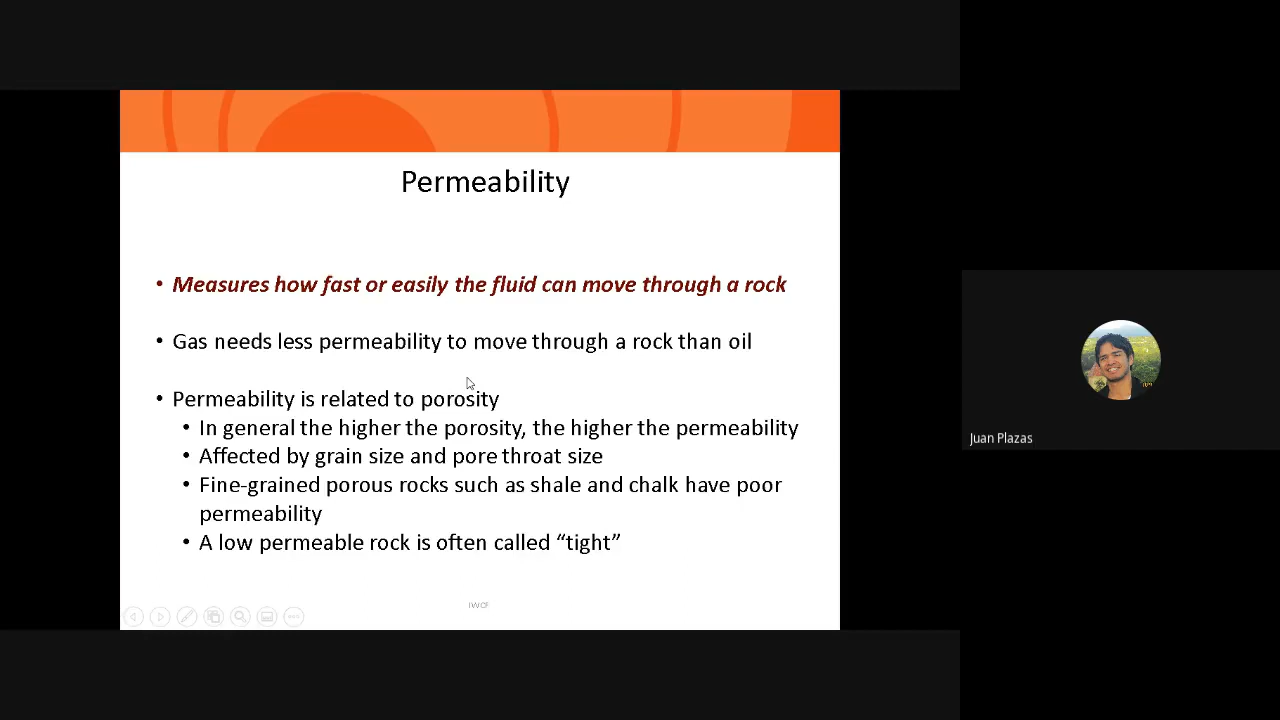 Permeability
• Measures how fast or easily the fluid can move through a rock
• Gas needs less permeability to move through a rock than oil
• Permeability is related to porosity
• In general the higher the porosity, the higher the permeability
• Affected by grain size and pore throat size
• Fine-grained porous rocks such as shale and chalk have poor
permeability
• A low permeable rock is often called “tight”
IWCF
Juan Plazas